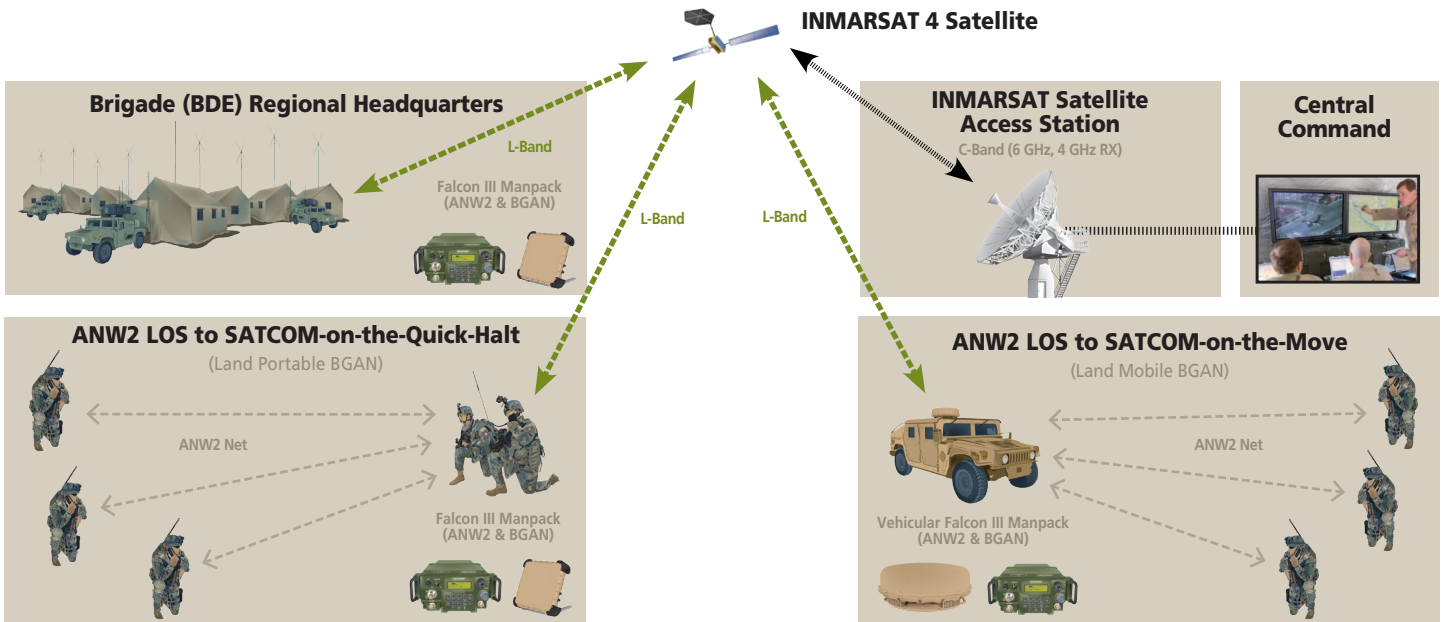 INMARSAT 4 Satellite
Brigade (BDE) Regional Headquarters
L-Band
Falcon III Manpack
(ANW2 & BGAN)
L-Band
L-Band
INMARSAT Satellite
Access Station
C-Band (6 GHz, 4 GHz RX)
Central
Command
ANW2 LOS to SATCOM-on-the-Quick-Halt
(Land Portable BGAN)
ANW2 Net
Falcon III Manpack
(ANW2 & BGAN)
ANW2 LOS to SATCOM-on-the-Move
(Land Mobile BGAN)
ANW2 Net
Vehicular Falcon III Manpack
(ANW2 & BGAN)